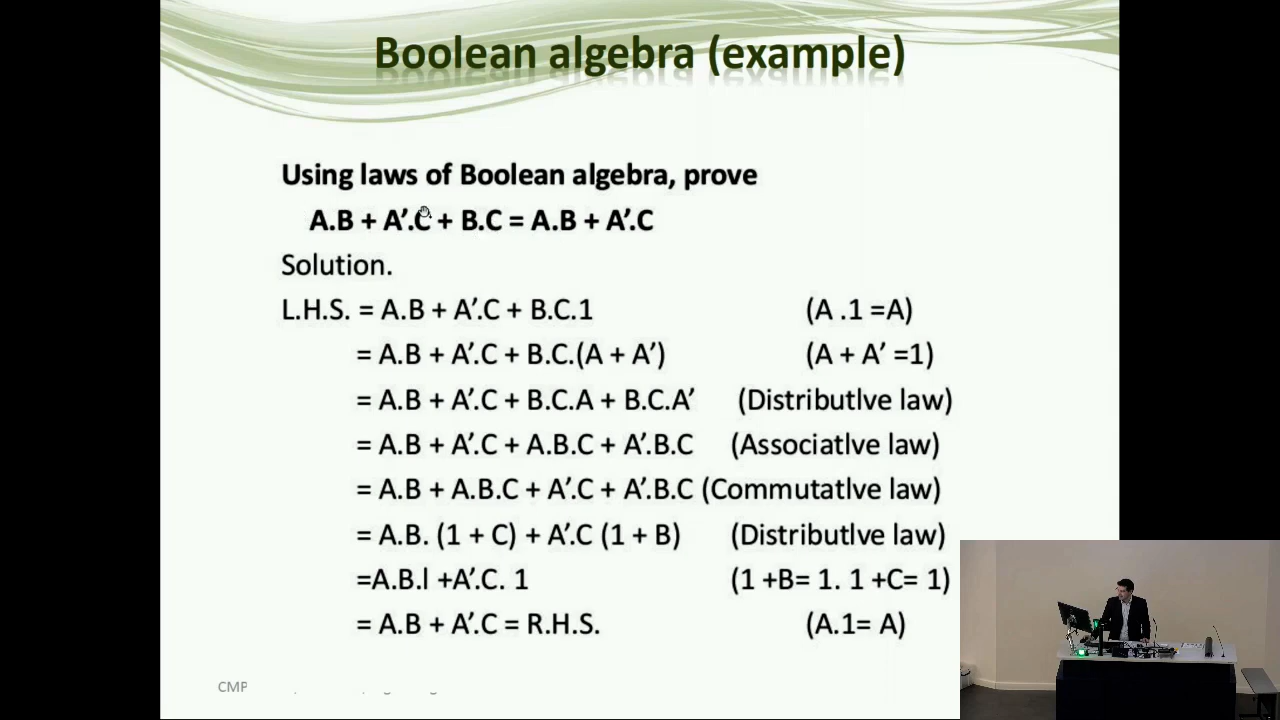 Boolean algebra (example)
Using laws of Boolean algebra, prove
A.B + A′.C + B.C = A.B + A′.C
Solution.
L.H.S. = A.B + A′.C + B.C.1 (A .1 =A)
= A.B + A′.C + B.C.(A + A′) (A + A′ =1)
= A.B + A′.C + B.C.A + B.C.A′ (Distributlve law)
= A.B + A′.C + A.B.C + A′.B.C (Associatlve law)
= A.B + A.B.C + A′.C + A′.B.C (Commutatlve law)
= A.B. (1 + C) + A′.C (1 + B) (Distributlve law)
=A.B.l +A′.C. 1 (1 +B= 1. 1 +C= 1)
= A.B + A′.C = R.H.S. (A.1= A)
CMP